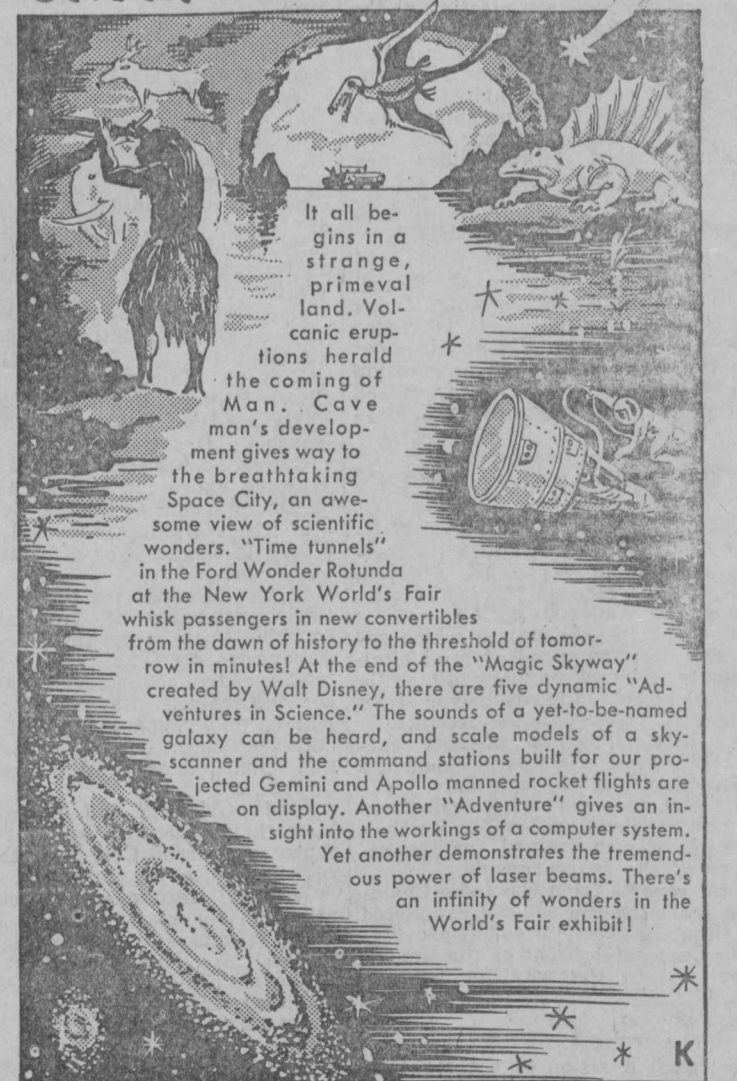 It all be-
gins in a
strange,
primeval
land. Vol-
canic erup-
tions herald
the coming of
Man. Cave
man's develop-
ment gives way to
the breathtaking
Space City, an awe-
some view of scientific
wonders. "Time tunnels"
in the Ford Wonder Rotunda
at the New York World's Fair
whisk passengers in new convertibles
from the dawn of history to the threshold of tomor-
row in minutes! At the end of the "Magic Skyway"
created by Walt Disney, there are five dynamic "Ad-
ventures in Science." The sounds of a yet-to-be-named
galaxy can be heard, and scale models of a sky-
scanner and the command stations built for our pro-
jected Gemini and Apollo manned rocket flights are
on display. Another "Adventure" gives an in-
sight into the workings of a computer system.
Yet another demonstrates the tremend-
ous power of laser beams. There's
an infinity of wonders in the
World's Fair exhibit!
K